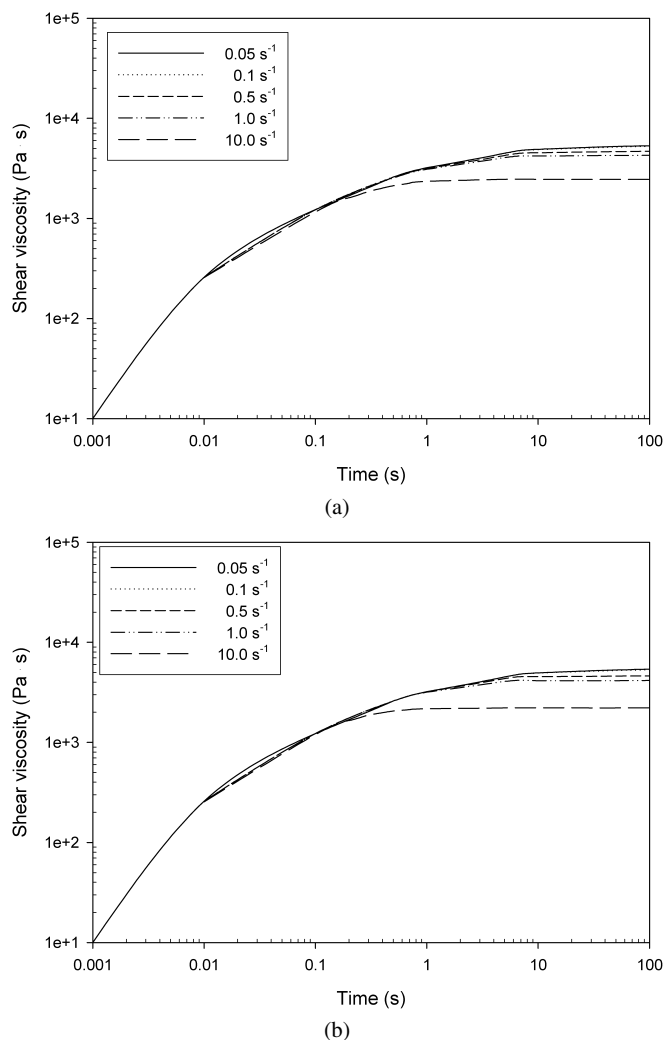 1e+5
0.05 s⁻¹
0.1 s⁻¹
0.5 s⁻¹
1.0 s⁻¹
10.0 s⁻¹
1e+4
1e+3
1e+2
1e+1
Shear viscosity (Pa · s)
0.001 0.01 0.1 1 10 100
Time (s)
(a)
1e+5
0.05 s⁻¹
0.1 s⁻¹
0.5 s⁻¹
1.0 s⁻¹
10.0 s⁻¹
1e+4
1e+3
1e+2
1e+1
Shear viscosity (Pa · s)
0.001 0.01 0.1 1 10 100
Time (s)
(b)